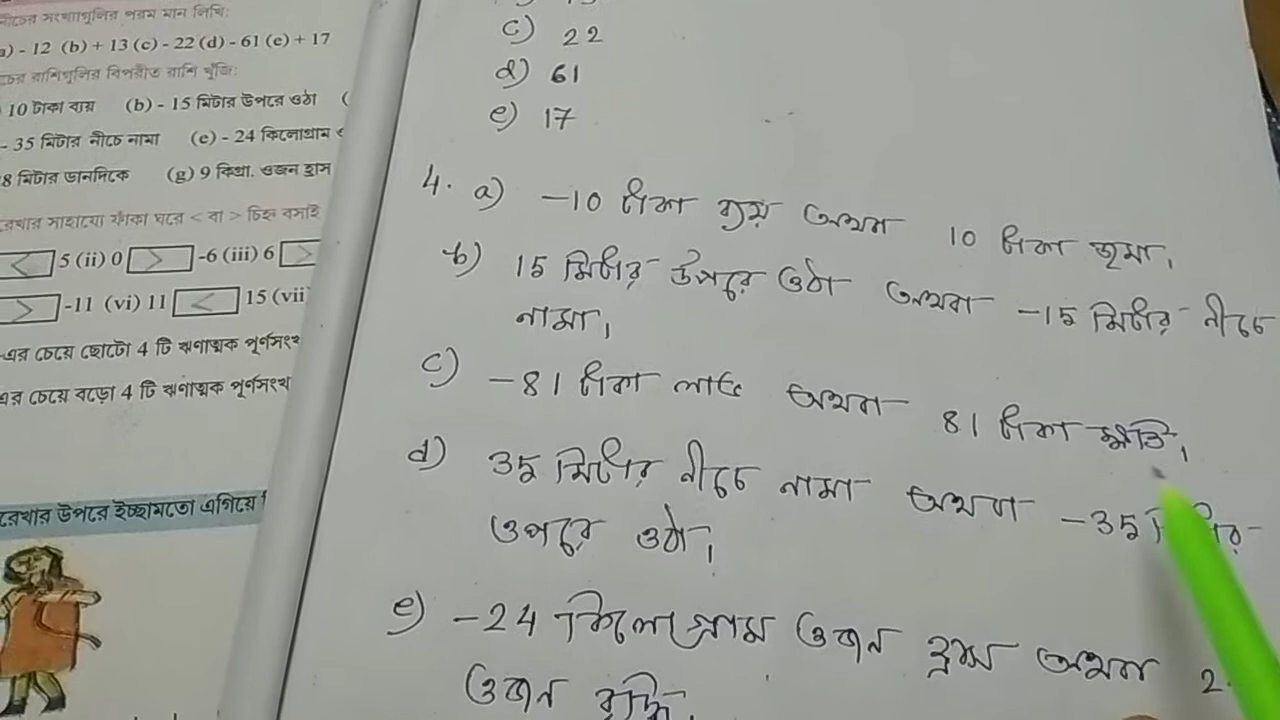 নীচের সংখ্যাগুলির পরম মান লিখি:
a) - 12 (b) + 13 (c) - 22 (d) - 61 (e) + 17
রাশিগুলির বিপরীত রাশি খুঁজি:
10 টাকা ব্যয় (b) - 15 মিটার উপরে ওঠা (
- 35 মিটার নীচে নামা (e) - 24 কিলোগ্রাম
8 মিটার ডানদিকে (g) 9 কিগ্রা. ওজন হ্রাস
রেখার সাহায্যে ফাঁকা ঘরে < বা > চিহ্ন বসাই
< 5 (ii) 0 > -6 (iii) 6 >
> -11 (vi) 11 < 15 (vii
এর চেয়ে ছোটো 4 টি ঋণাত্মক পূর্ণসংখ
এর চেয়ে বড়ো 4 টি ঋণাত্মক পূর্ণসংখ
রেখার উপরে ইচ্ছামতো এগিয়ে
c) 22
d) 61
e) 17
4. a) -10 টাকা ব্যয় অথবা 10 টাকা জমা।
b) 15 মিটার উপরে ওঠা অথবা -15 মিটার নীচে
নামা।
c) -81 টাকা লাভ অথবা 81 টাকা ক্ষতি।
d) 35 মিটার নীচে নামা অথবা -35
ওপরে ওঠা।
e) -24 কিলোগ্রাম ওজন হ্রাস অথবা 2
ওজন বৃদ্ধি